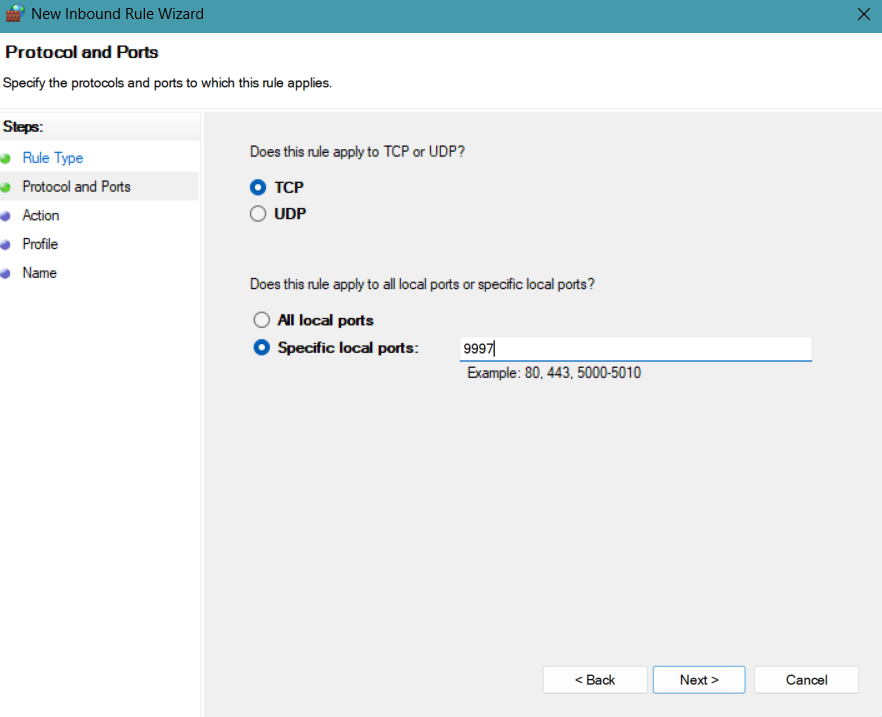 New Inbound Rule Wizard
Protocol and Ports
Specify the protocols and ports to which this rule applies.
Steps:
Rule Type
Protocol and Ports
Action
Profile
Name
Does this rule apply to TCP or UDP?
TCP
UDP
Does this rule apply to all local ports or specific local ports?
All local ports
Specific local ports: 9997
Example: 80, 443, 5000-5010
< Back Next > Cancel